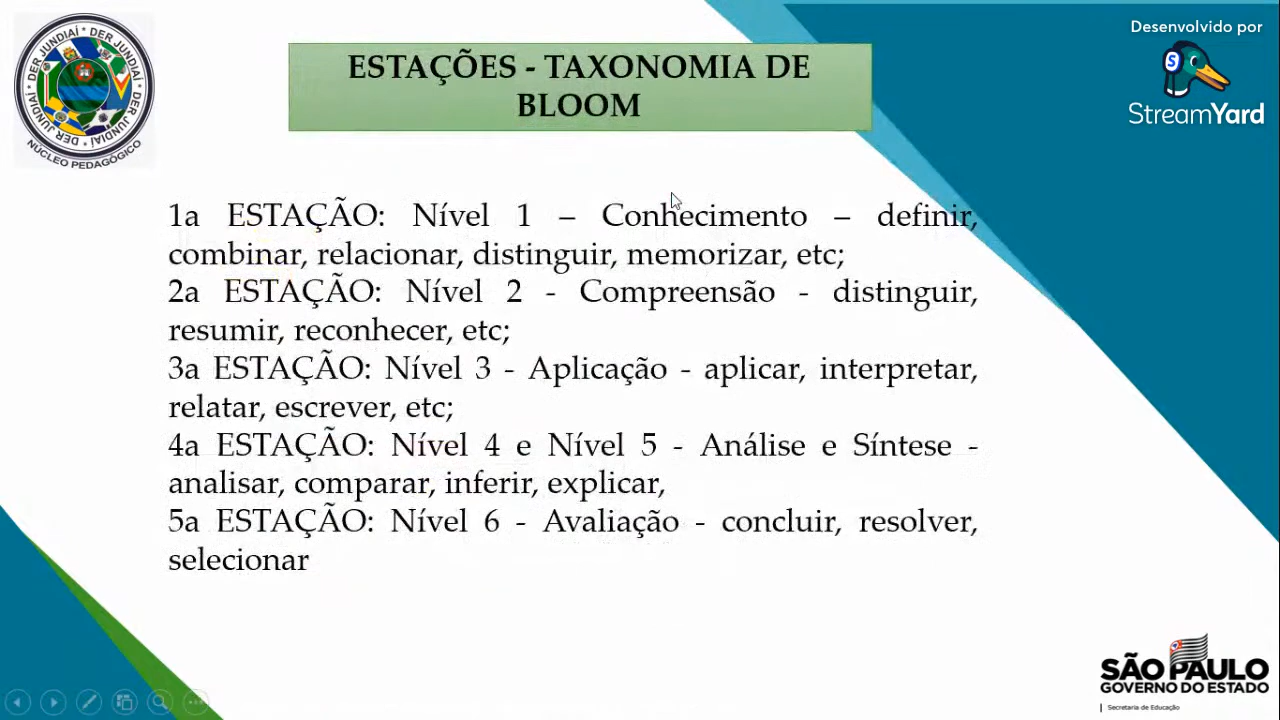 DER JUNDIAÍ * DER JUNDIAÍ * DER JUNDIAÍ * DER JUNDIAÍ
NÚCLEO PEDAGÓGICO
Desenvolvido por
S
StreamYard
ESTAÇÕES - TAXONOMIA DE
BLOOM
1a ESTAÇÃO: Nível 1 – Conhecimento – definir,
combinar, relacionar, distinguir, memorizar, etc;
2a ESTAÇÃO: Nível 2 - Compreensão - distinguir,
resumir, reconhecer, etc;
3a ESTAÇÃO: Nível 3 - Aplicação - aplicar, interpretar,
relatar, escrever, etc;
4a ESTAÇÃO: Nível 4 e Nível 5 - Análise e Síntese -
analisar, comparar, inferir, explicar,
5a ESTAÇÃO: Nível 6 - Avaliação - concluir, resolver,
selecionar
SÃO PAULO
GOVERNO DO ESTADO
Secretaria de Educação